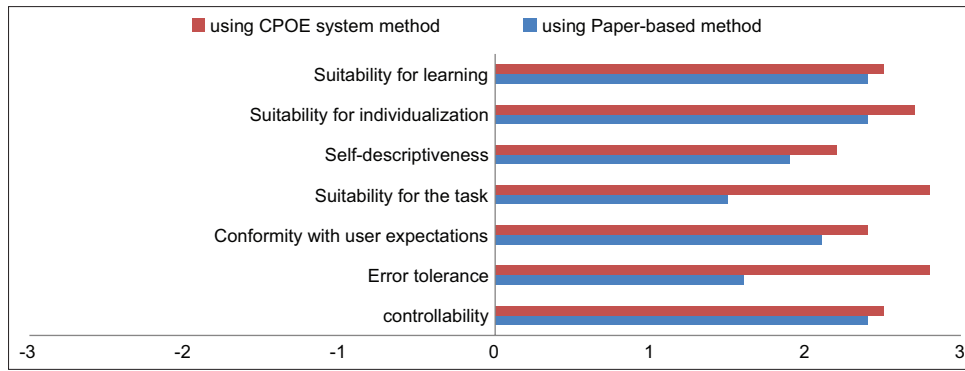 using CPOE system method using Paper-based method
Suitability for learning
Suitability for individualization
Self-descriptiveness
Suitability for the task
Conformity with user expectations
Error tolerance
controllability
-3 -2 -1 0 1 2 3